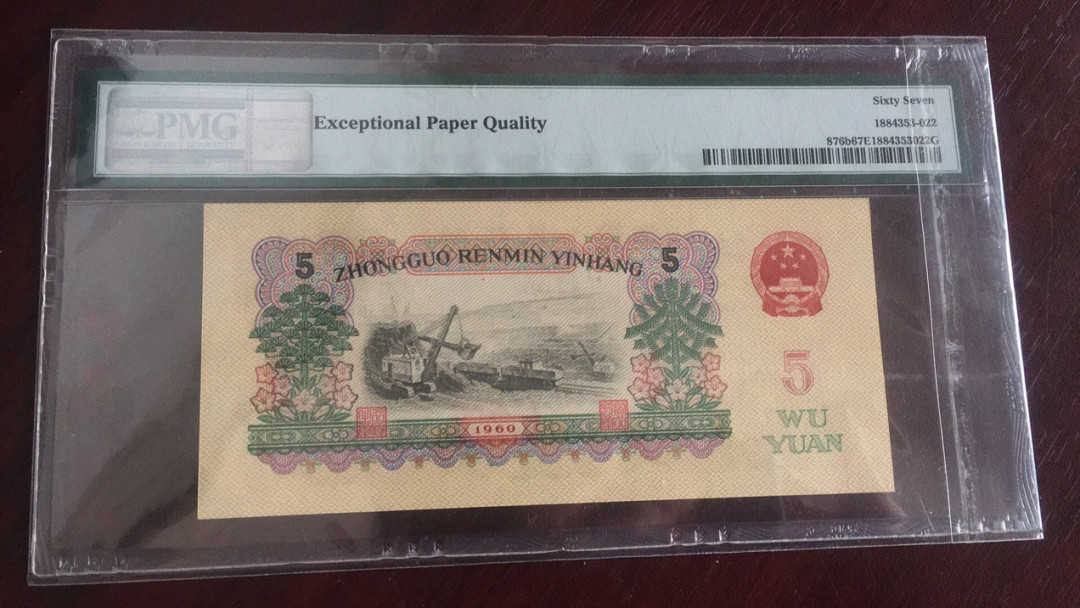 PMG
Exceptional Paper Quality
Sixty Seven
1884353-022
876b67E1884353022G
5 ZHONGGUO RENMIN YINHANG 5
1960
5
WU
YUAN